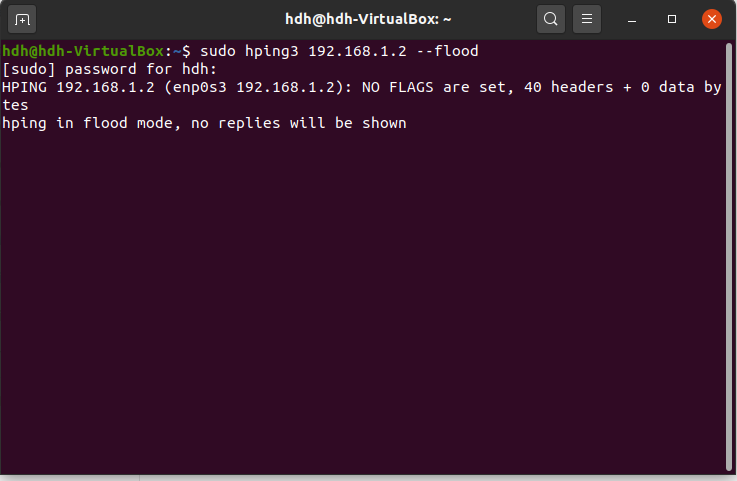 hdh@hdh-VirtualBox: ~
hdh@hdh-VirtualBox:~$ sudo hping3 192.168.1.2 --flood
[sudo] password for hdh:
HPING 192.168.1.2 (enp0s3 192.168.1.2): NO FLAGS are set, 40 headers + 0 data by
tes
hping in flood mode, no replies will be shown